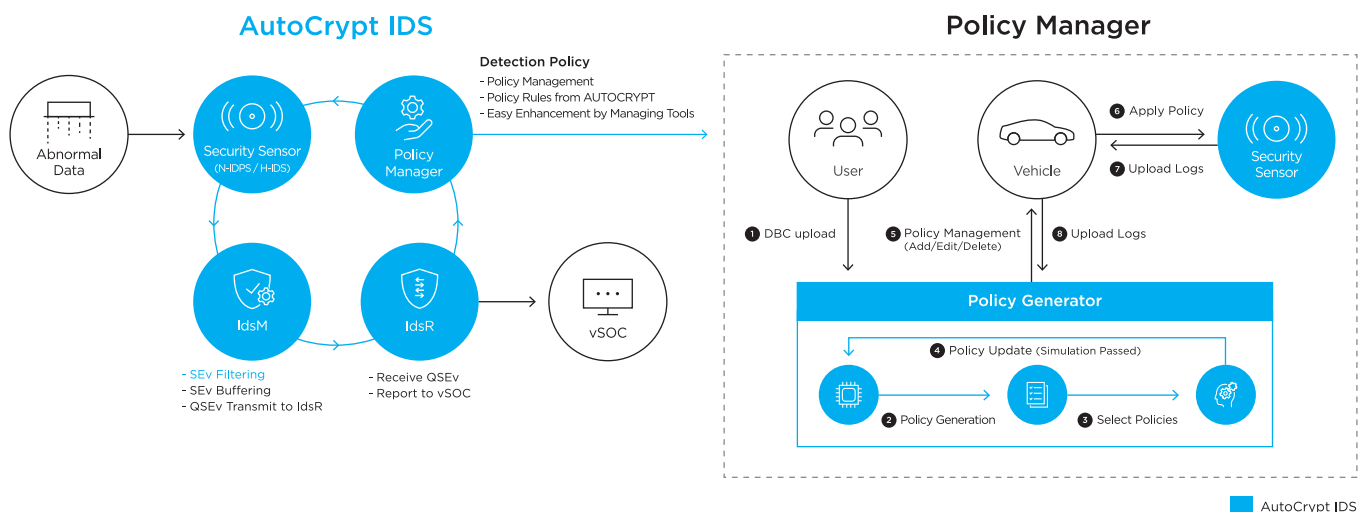 AutoCrypt IDS
Detection Policy
- Policy Management
- Policy Rules from AUTOCRYPT
- Easy Enhancement by Managing Tools
Abnormal
Data
Security Sensor
(N-IDPS / H-IDS)
Policy
Manager
IdsM
IdsR
vSOC
- SEv Filtering
- SEv Buffering
- QSEv Transmit to IdsR
- Receive QSEv
- Report to vSOC
Policy Manager
User
Vehicle
6 Apply Policy
7 Upload Logs
Security
Sensor
1 DBC upload
5 Policy Management
(Add/Edit/Delete)
8 Upload Logs
Policy Generator
4 Policy Update (Simulation Passed)
2 Policy Generation
3 Select Policies
AutoCrypt IDS